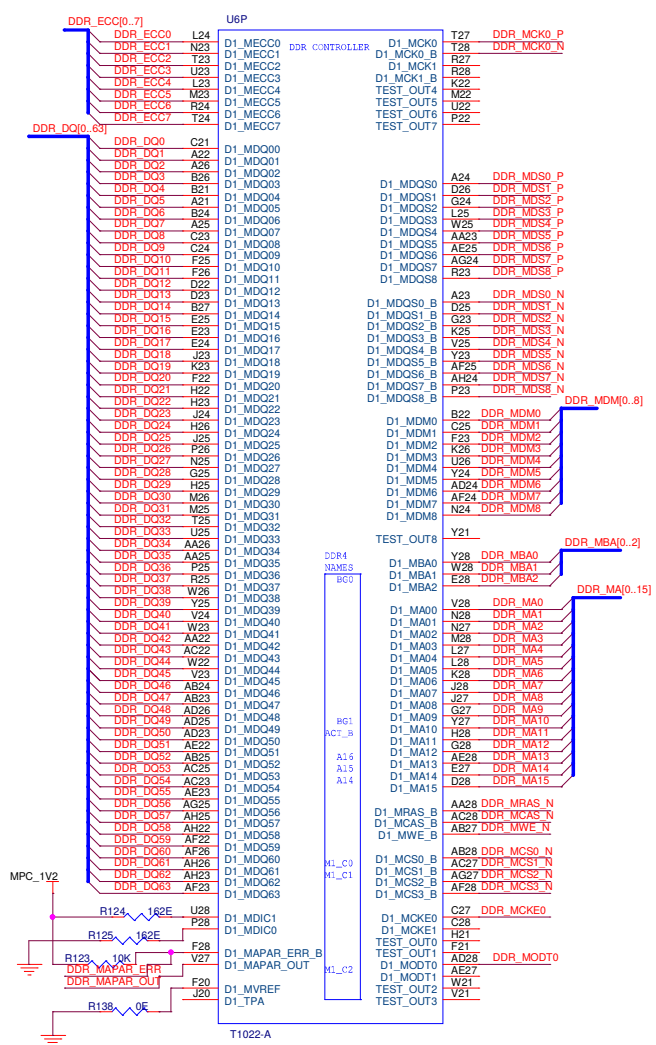 U6P
DDR_ECC[0..7]
DDR_ECC0 L24 D1_MECC0
DDR_ECC1 N23 D1_MECC1
DDR_ECC2 T23 D1_MECC2
DDR_ECC3 U23 D1_MECC3
DDR_ECC4 L23 D1_MECC4
DDR_ECC5 M23 D1_MECC5
DDR_ECC6 R24 D1_MECC6
DDR_ECC7 T24 D1_MECC7
DDR_DQ[0..63]
DDR_DQ0 C21 D1_MDQ00
DDR_DQ1 A22 D1_MDQ01
DDR_DQ2 A26 D1_MDQ02
DDR_DQ3 B26 D1_MDQ03
DDR_DQ4 B21 D1_MDQ04
DDR_DQ5 A21 D1_MDQ05
DDR_DQ6 B24 D1_MDQ06
DDR_DQ7 A25 D1_MDQ07
DDR_DQ8 C23 D1_MDQ08
DDR_DQ9 C24 D1_MDQ09
DDR_DQ10 F25 D1_MDQ10
DDR_DQ11 F26 D1_MDQ11
DDR_DQ12 D22 D1_MDQ12
DDR_DQ13 D23 D1_MDQ13
DDR_DQ14 B27 D1_MDQ14
DDR_DQ15 E25 D1_MDQ15
DDR_DQ16 E23 D1_MDQ16
DDR_DQ17 E24 D1_MDQ17
DDR_DQ18 J23 D1_MDQ18
DDR_DQ19 K23 D1_MDQ19
DDR_DQ20 F22 D1_MDQ20
DDR_DQ21 H22 D1_MDQ21
DDR_DQ22 H23 D1_MDQ22
DDR_DQ23 J24 D1_MDQ23
DDR_DQ24 H26 D1_MDQ24
DDR_DQ25 J25 D1_MDQ25
DDR_DQ26 P26 D1_MDQ26
DDR_DQ27 N25 D1_MDQ27
DDR_DQ28 G25 D1_MDQ28
DDR_DQ29 H25 D1_MDQ29
DDR_DQ30 M26 D1_MDQ30
DDR_DQ31 M25 D1_MDQ31
DDR_DQ32 T25 D1_MDQ32
DDR_DQ33 U25 D1_MDQ33
DDR_DQ34 AA26 D1_MDQ34
DDR_DQ35 AA25 D1_MDQ35
DDR_DQ36 P25 D1_MDQ36
DDR_DQ37 R25 D1_MDQ37
DDR_DQ38 W26 D1_MDQ38
DDR_DQ39 Y25 D1_MDQ39
DDR_DQ40 V24 D1_MDQ40
DDR_DQ41 W23 D1_MDQ41
DDR_DQ42 AA22 D1_MDQ42
DDR_DQ43 AC22 D1_MDQ43
DDR_DQ44 W22 D1_MDQ44
DDR_DQ45 V23 D1_MDQ45
DDR_DQ46 AB24 D1_MDQ46
DDR_DQ47 AB23 D1_MDQ47
DDR_DQ48 AD26 D1_MDQ48
DDR_DQ49 AD25 D1_MDQ49
DDR_DQ50 AD23 D1_MDQ50
DDR_DQ51 AE22 D1_MDQ51
DDR_DQ52 AB25 D1_MDQ52
DDR_DQ53 AC25 D1_MDQ53
DDR_DQ54 AC23 D1_MDQ54
DDR_DQ55 AE23 D1_MDQ55
DDR_DQ56 AG25 D1_MDQ56
DDR_DQ57 AH25 D1_MDQ57
DDR_DQ58 AH22 D1_MDQ58
DDR_DQ59 AF22 D1_MDQ59
DDR_DQ60 AF26 D1_MDQ60
DDR_DQ61 AH26 D1_MDQ61
DDR_DQ62 AH23 D1_MDQ62
DDR_DQ63 AF23 D1_MDQ63
MPC_1V2
R124 162E U28 D1_MDIC1
P28 D1_MDIC0
R125 162E
F28 D1_MAPAR_ERR_B
R123 10K
DDR_MAPAR_ERR V27 D1_MAPAR_OUT
DDR_MAPAR_OUT
F20 D1_MVREF
J20 D1_TPA
R138 0E
DDR CONTROLLER
DDR4
NAMES
BG0
BG1
ACT_B
A16
A15
A14
M1_C0
M1_C1
M1_C2
D1_MCK0 T27 DDR_MCK0_P
D1_MCK0_B T28 DDR_MCK0_N
D1_MCK1 R27
D1_MCK1_B R28
TEST_OUT4 K22
TEST_OUT5 M22
TEST_OUT6 U22
TEST_OUT7 P22
D1_MDQS0 A24 DDR_MDS0_P
D1_MDQS1 D26 DDR_MDS1_P
D1_MDQS2 G24 DDR_MDS2_P
D1_MDQS3 L25 DDR_MDS3_P
D1_MDQS4 W25 DDR_MDS4_P
D1_MDQS5 AA23 DDR_MDS5_P
D1_MDQS6 AE25 DDR_MDS6_P
D1_MDQS7 AG24 DDR_MDS7_P
D1_MDQS8 R23 DDR_MDS8_P
D1_MDQS0_B A23 DDR_MDS0_N
D1_MDQS1_B D25 DDR_MDS1_N
D1_MDQS2_B G23 DDR_MDS2_N
D1_MDQS3_B K25 DDR_MDS3_N
D1_MDQS4_B V25 DDR_MDS4_N
D1_MDQS5_B Y23 DDR_MDS5_N
D1_MDQS6_B AF25 DDR_MDS6_N
D1_MDQS7_B AH24 DDR_MDS7_N
D1_MDQS8_B P23 DDR_MDS8_N
DDR_MDM[0..8]
D1_MDM0 B22 DDR_MDM0
D1_MDM1 C25 DDR_MDM1
D1_MDM2 F23 DDR_MDM2
D1_MDM3 K26 DDR_MDM3
D1_MDM4 U26 DDR_MDM4
D1_MDM5 Y24 DDR_MDM5
D1_MDM6 AD24 DDR_MDM6
D1_MDM7 AF24 DDR_MDM7
D1_MDM8 N24 DDR_MDM8
TEST_OUT8 Y21
DDR_MBA[0..2]
D1_MBA0 Y28 DDR_MBA0
D1_MBA1 W28 DDR_MBA1
D1_MBA2 E28 DDR_MBA2
DDR_MA[0..15]
D1_MA00 V28 DDR_MA0
D1_MA01 N28 DDR_MA1
D1_MA02 N27 DDR_MA2
D1_MA03 M28 DDR_MA3
D1_MA04 L27 DDR_MA4
D1_MA05 L28 DDR_MA5
D1_MA06 K28 DDR_MA6
D1_MA07 J28 DDR_MA7
D1_MA08 J27 DDR_MA8
D1_MA09 G27 DDR_MA9
D1_MA10 Y27 DDR_MA10
D1_MA11 H28 DDR_MA11
D1_MA12 G28 DDR_MA12
D1_MA13 AE28 DDR_MA13
D1_MA14 E27 DDR_MA14
D1_MA15 D28 DDR_MA15
D1_MRAS_B AA28 DDR_MRAS_N
D1_MCAS_B AC28 DDR_MCAS_N
D1_MWE_B AB27 DDR_MWE_N
D1_MCS0_B AB28 DDR_MCS0_N
D1_MCS1_B AC27 DDR_MCS1_N
D1_MCS2_B AG27 DDR_MCS2_N
D1_MCS3_B AF28 DDR_MCS3_N
D1_MCKE0 C27 DDR_MCKE0
D1_MCKE1 C28
TEST_OUT0 H21
TEST_OUT1 F21
D1_MODT0 AD28 DDR_MODT0
D1_MODT1 AE27
TEST_OUT2 W21
TEST_OUT3 V21
T1022-A